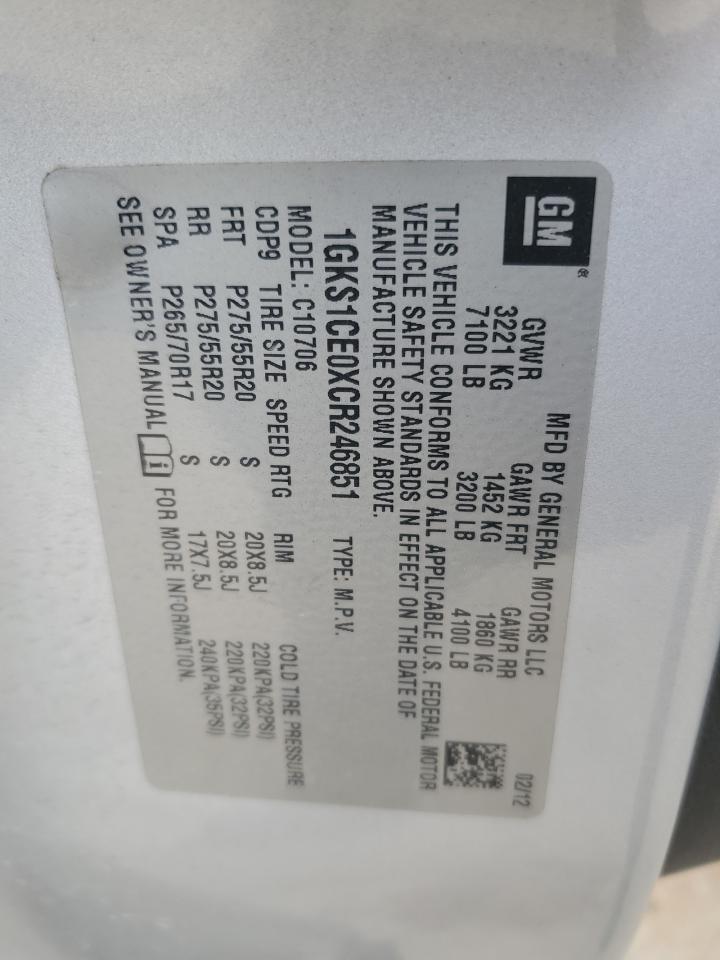 GM®
MFD BY GENERAL MOTORS LLC 02/12
GVWR GAWR FRT GAWR RR
3221 KG 1452 KG 1860 KG
7100 LB 3200 LB 4100 LB
THIS VEHICLE CONFORMS TO ALL APPLICABLE U.S. FEDERAL MOTOR
VEHICLE SAFETY STANDARDS IN EFFECT ON THE DATE OF
MANUFACTURE SHOWN ABOVE.
1GKS1CE0XCR246851 TYPE: M.P.V.
MODEL: C10706
CDP9 TIRE SIZE SPEED RTG RIM COLD TIRE PRESSURE
FRT P275/55R20 S 20X8.5J 220KPA(32PSI)
RR P275/55R20 S 20X8.5J 220KPA(32PSI)
SPA P265/70R17 S 17X7.5J 240KPA(35PSI)
SEE OWNER'S MANUAL i FOR MORE INFORMATION.